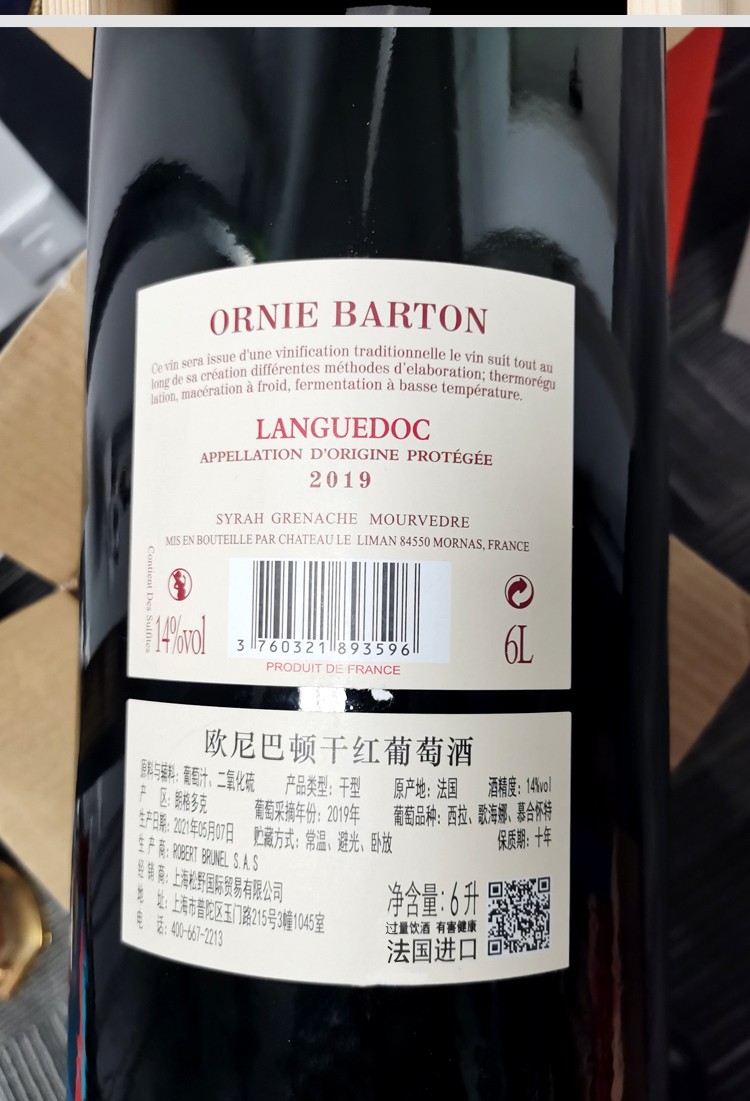 ORNIE BARTON
Ce vin sera issue d'une vinification traditionnelle le vin suit tout au
long de sa création différentes méthodes d'elaboration; thermorégu
lation, macération à froid, fermentation à basse température.
LANGUEDOC
APPELLATION D'ORIGINE PROTÉGÉE
2019
SYRAH GRENACHE MOURVEDRE
MIS EN BOUTEILLE PAR CHATEAU LE LIMAN 84550 MORNAS, FRANCE
Contient Des Sulfites
14%vol
3 760321 893596
6L
PRODUIT DE FRANCE
欧尼巴顿干红葡萄酒
原料与辅料: 葡萄汁、二氧化硫 产品类型: 干型 原产地: 法国 酒精度: 14%vol
产 区: 朗格多克 葡萄采摘年份: 2019年 葡萄品种: 西拉、歌海娜、慕合怀特
生产日期: 2021年05月07日 贮藏方式: 常温、避光、卧放 保质期: 十年
生 产 商: ROBERT BRUNEL S.A.S
经 销 商: 上海松野国际贸易有限公司
地 址: 上海市普陀区玉门路215号3幢1045室
电 话: 400-667-2213
净含量: 6升
过量饮酒 有害健康
法国进口